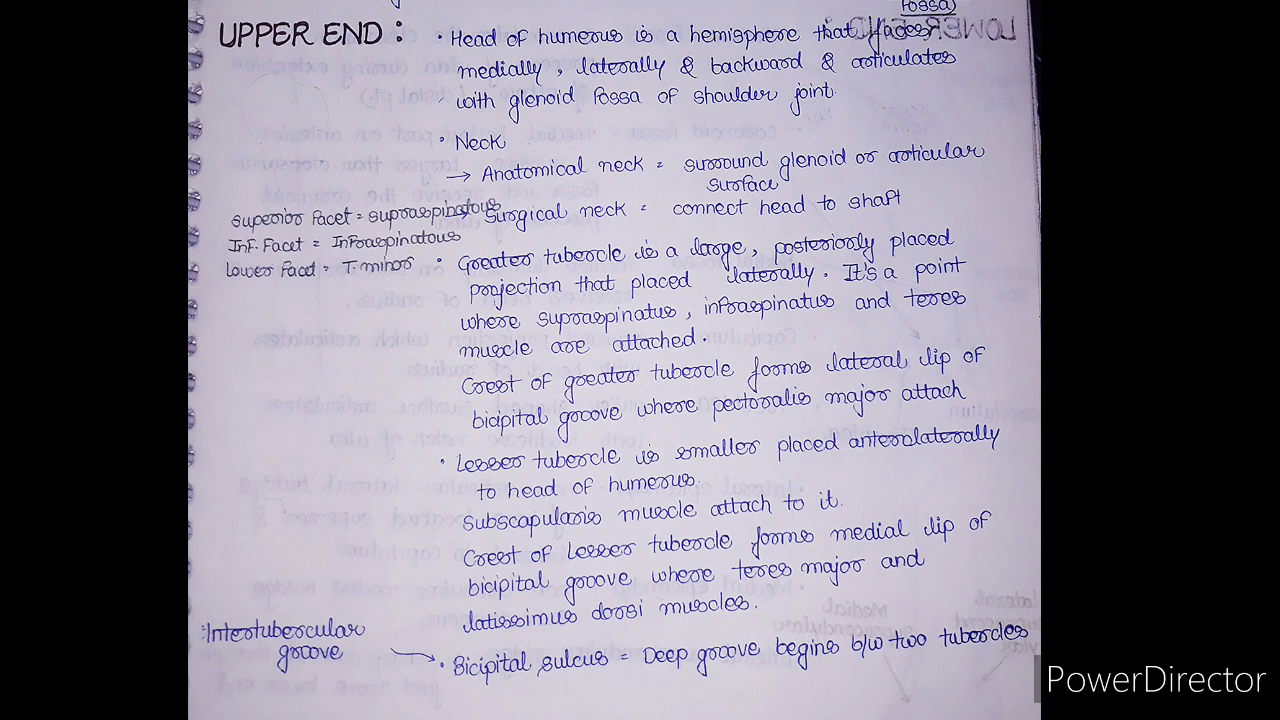 Fossa)
UPPER END :
• Head of humerus is a hemisphere that faces
medially, laterally & backward & articulates
with glenoid Fossa of shoulder joint.
• Neck
→ Anatomical neck = surround glenoid or articular
surface
Surgical neck = connect head to shaft
Superior Facet = supraspinatous
Inf. Facet = Infraspinatous
Lower Facet = T. minor
• Greater tubercle is a large, posteriorly placed
projection that placed laterally. It's a point
where supraspinatus, infraspinatus and teres
muscle are attached.
Crest of greater tubercle forms lateral lip of
bicipital groove where pectoralis major attach
• Lesser tubercle is smaller placed anterolaterally
to head of humerus.
Subscapularis muscle attach to it.
Crest of Lesser tubercle forms medial lip of
bicipital groove where teres major and
latissimus dorsi muscles.
:Intertubercular
groove
→ • Bicipital sulcus = Deep groove begins b/w two tubercles
PowerDirector